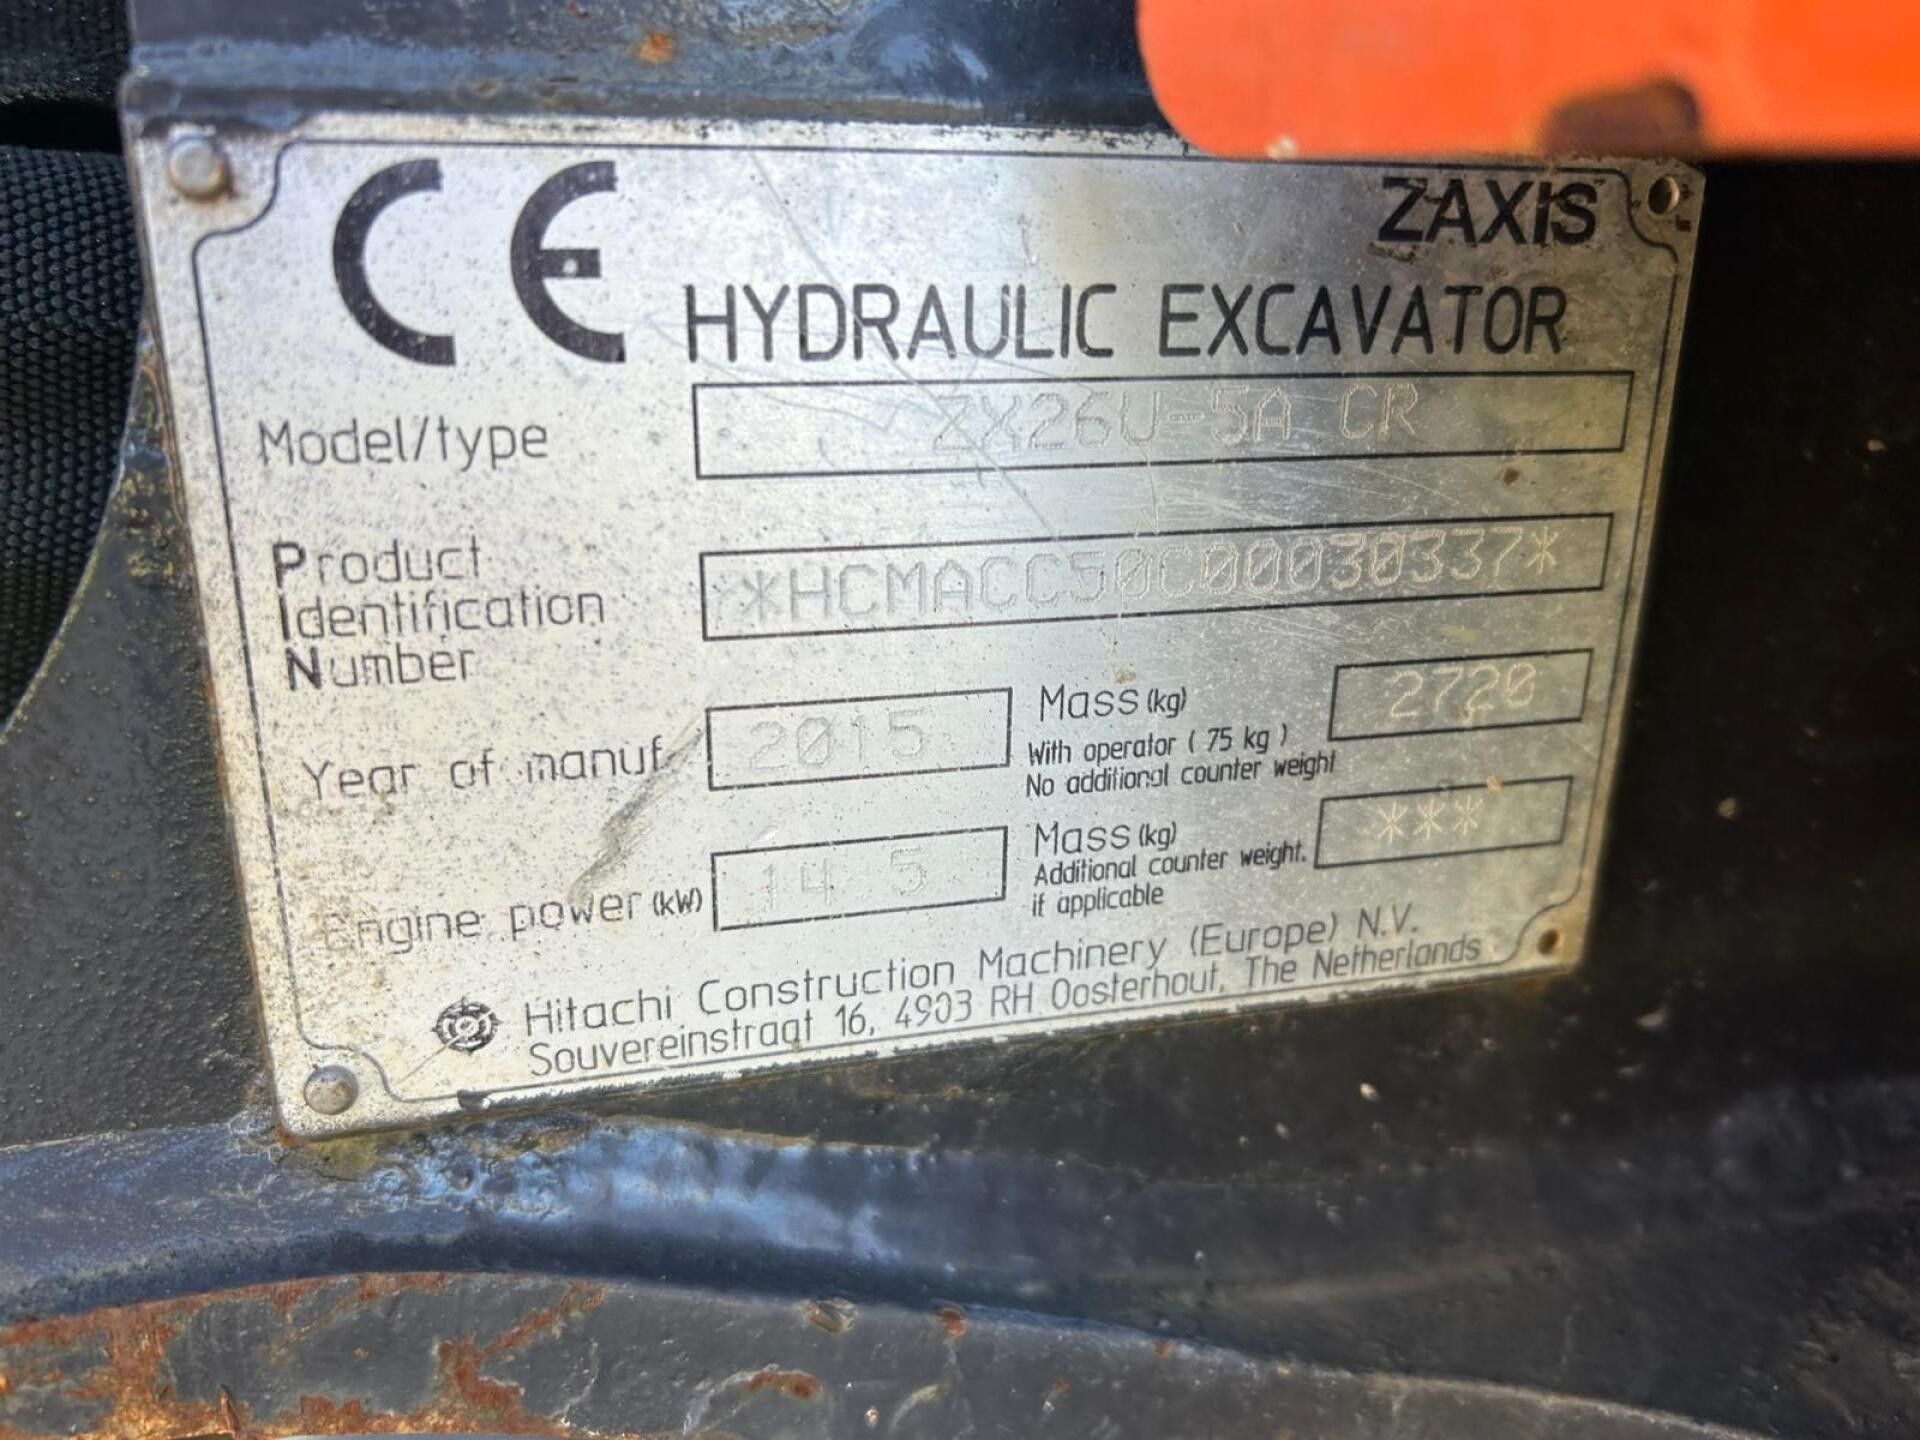 CE
ZAXIS
HYDRAULIC EXCAVATOR
Model/type ZX26U-5A CR
Product
Identification
Number
*HCMACC50C00030337*
Year of manuf. 2015
Mass (kg) 2720
With operator ( 75 kg )
No additional counter weight
Engine power (kW) 14 5
Mass (kg) ***
Additional counter weight.
if applicable
Hitachi Construction Machinery (Europe) N.V.
Souvereinstraat 16, 4903 RH Oosterhout, The Netherlands